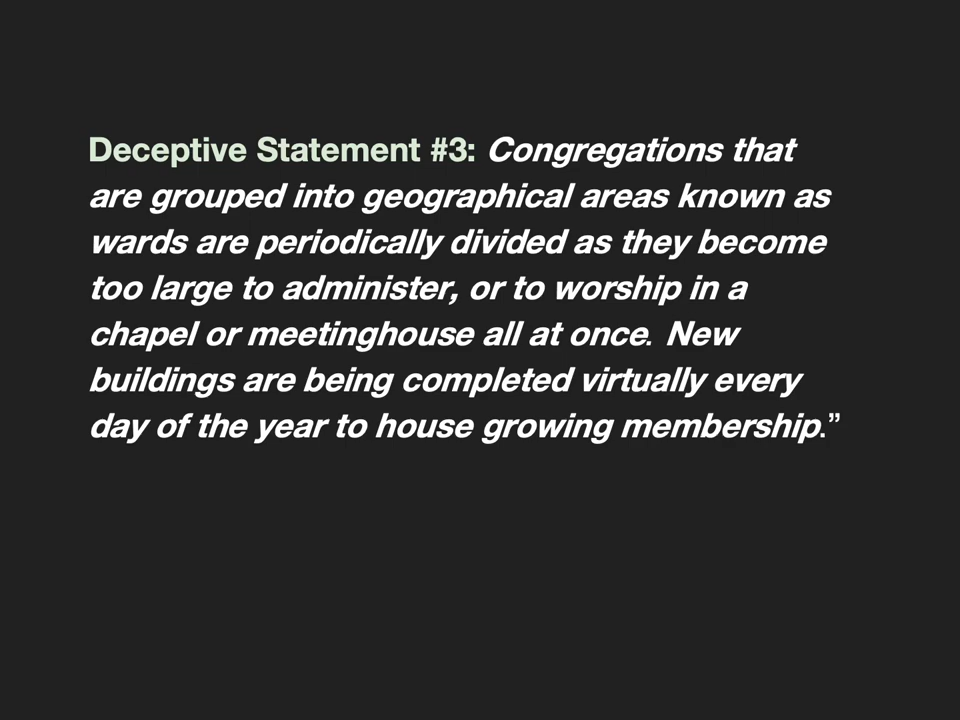 Deceptive Statement #3: Congregations that
are grouped into geographical areas known as
wards are periodically divided as they become
too large to administer, or to worship in a
chapel or meetinghouse all at once. New
buildings are being completed virtually every
day of the year to house growing membership.”